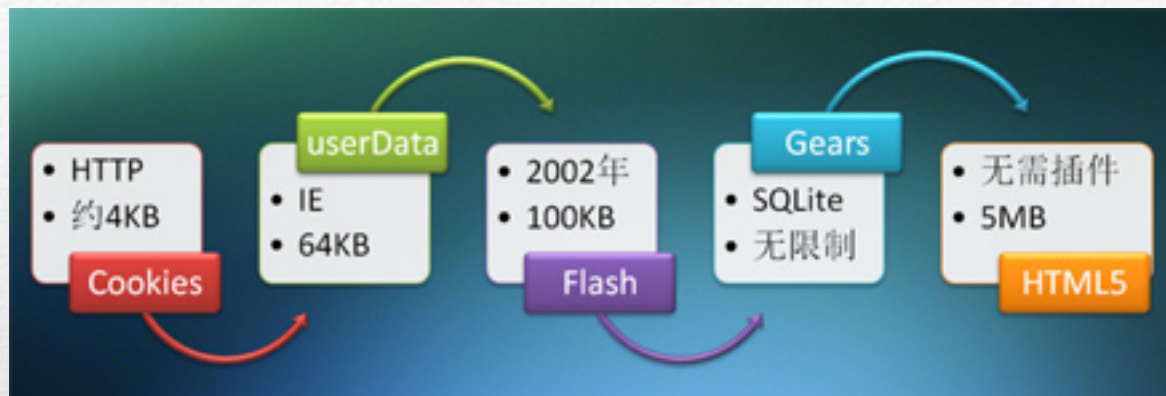 • HTTP
• 约4KB
Cookies
userData
• IE
• 64KB
• 2002年
• 100KB
Flash
Gears
• SQLite
• 无限制
• 无需插件
• 5MB
HTML5